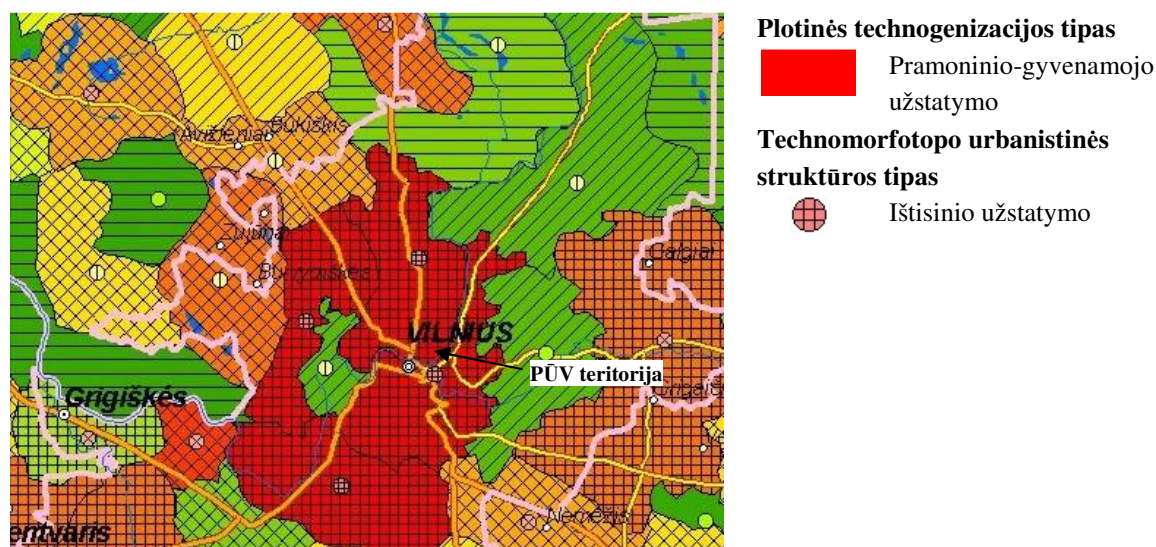 Plotinės technogenizacijos tipas
Pramoninio-gyvenamojo
užstatymo
Technomorfotopo urbanistinės
struktūros tipas
Ištisinio užstatymo
Avižieniai
Bukiškis
Zujūnai
Buivydiškės
Galgiai
VILNIUS
PŪV teritorija
Grigiškės
Nemėžis
entvaris